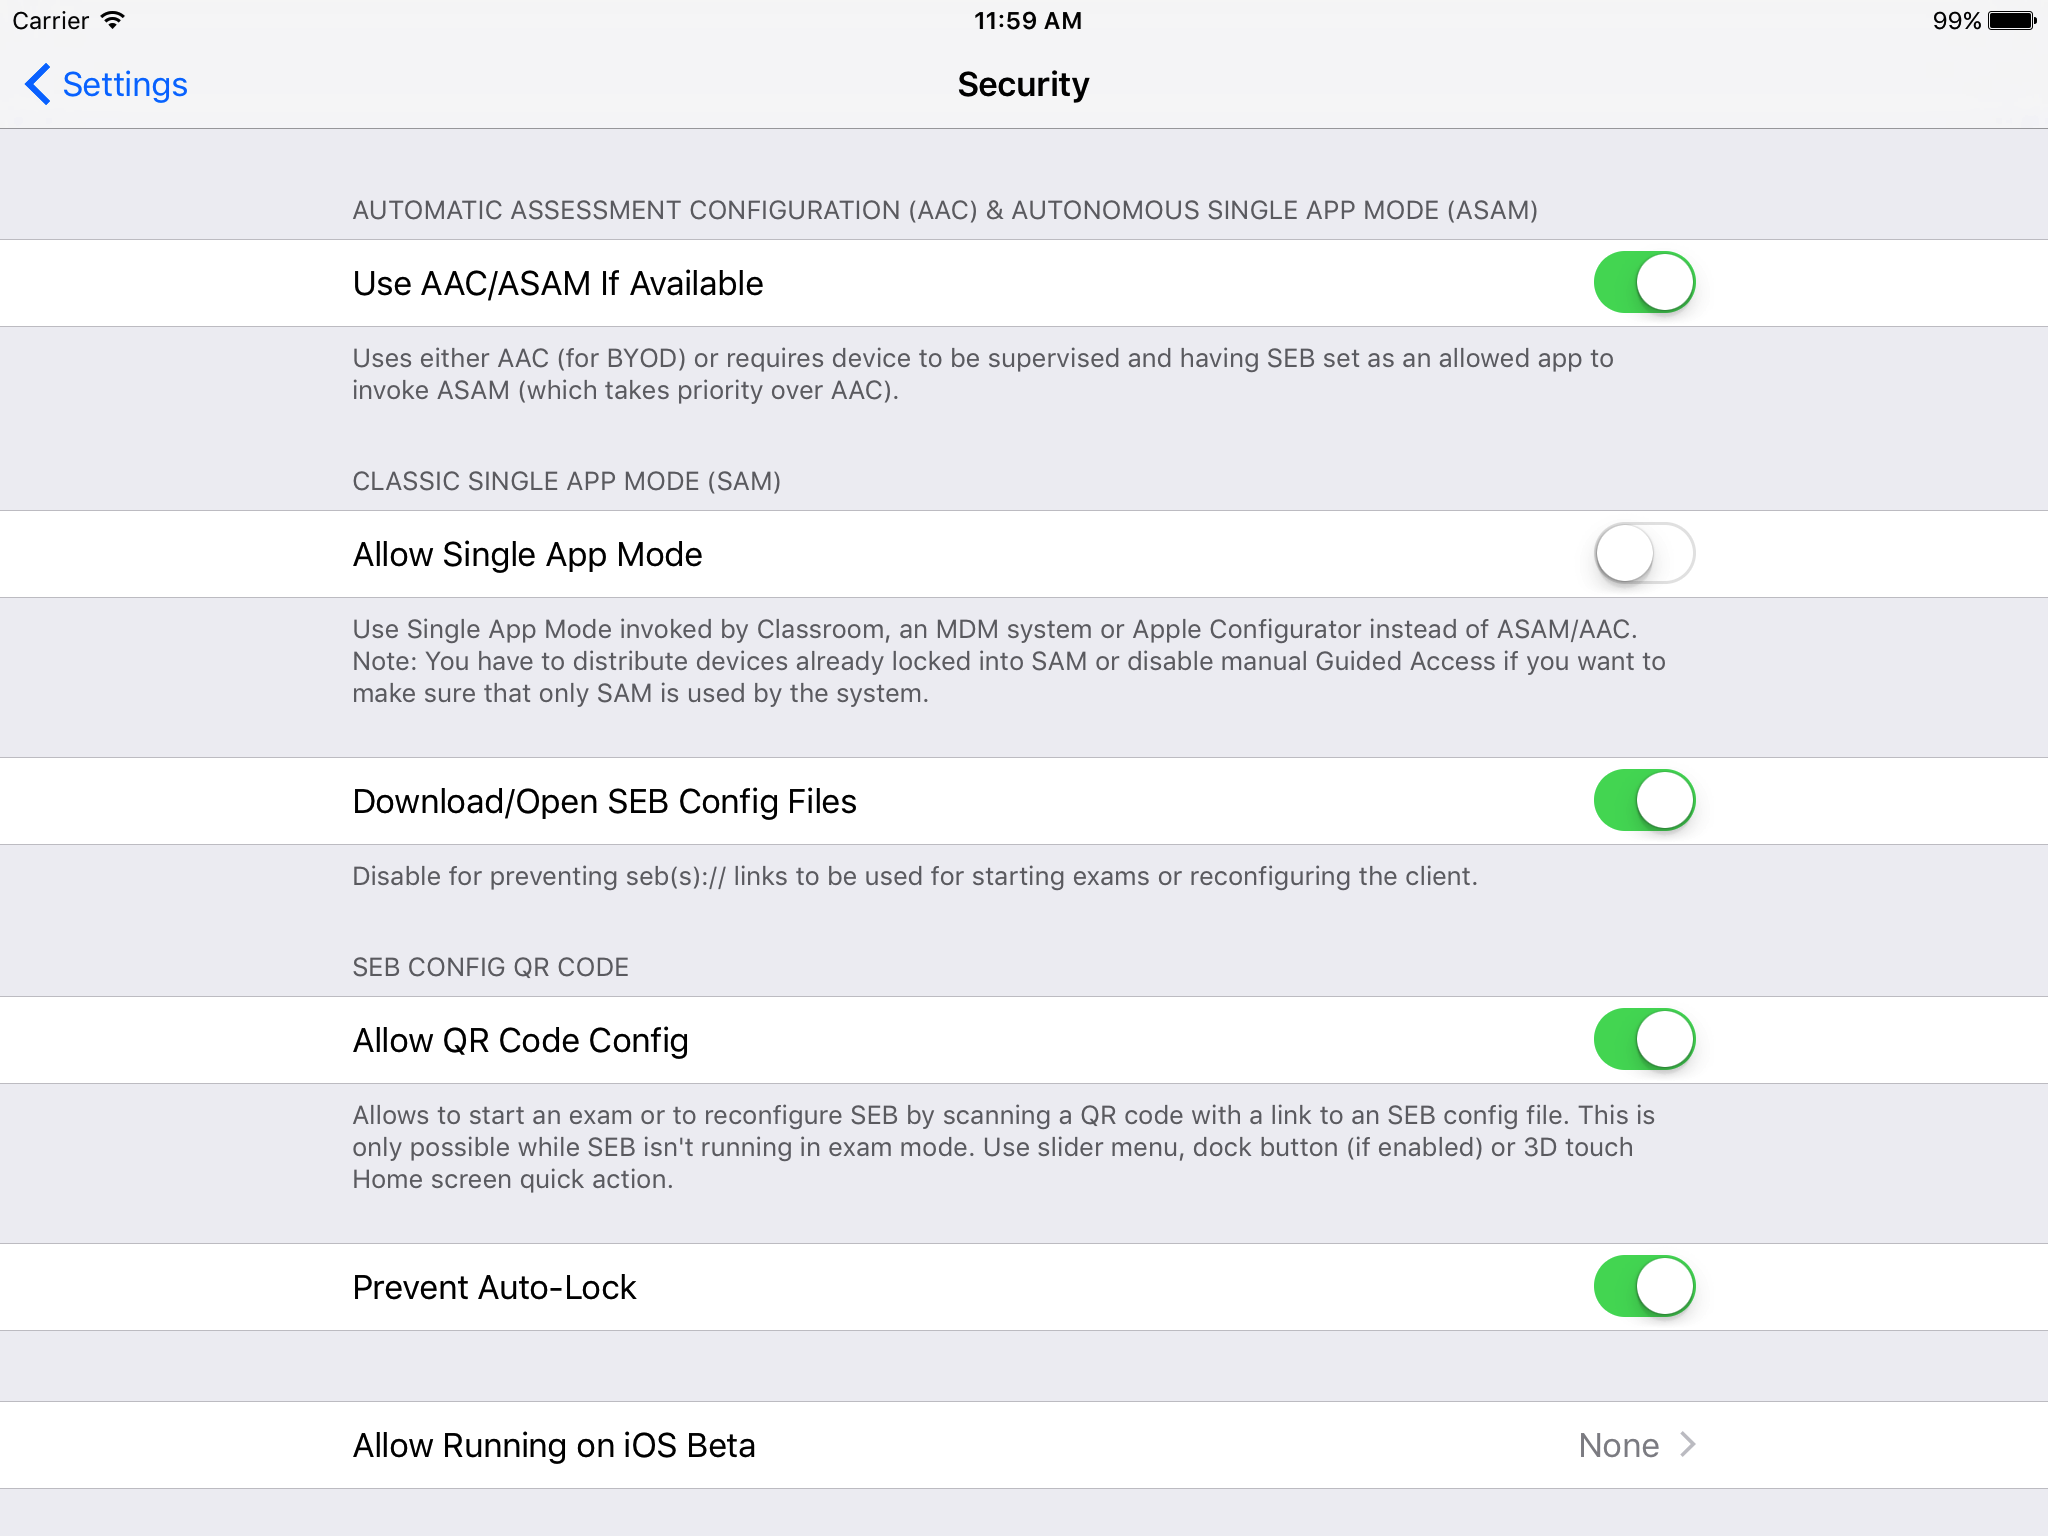 Carrier
11:59 AM
99%
Settings
Security
AUTOMATIC ASSESSMENT CONFIGURATION (AAC) & AUTONOMOUS SINGLE APP MODE (ASAM)
Use AAC/ASAM If Available
Uses either AAC (for BYOD) or requires device to be supervised and having SEB set as an allowed app to
invoke ASAM (which takes priority over AAC).
CLASSIC SINGLE APP MODE (SAM)
Allow Single App Mode
Use Single App Mode invoked by Classroom, an MDM system or Apple Configurator instead of ASAM/AAC.
Note: You have to distribute devices already locked into SAM or disable manual Guided Access if you want to
make sure that only SAM is used by the system.
Download/Open SEB Config Files
Disable for preventing seb(s):// links to be used for starting exams or reconfiguring the client.
SEB CONFIG QR CODE
Allow QR Code Config
Allows to start an exam or to reconfigure SEB by scanning a QR code with a link to an SEB config file. This is
only possible while SEB isn't running in exam mode. Use slider menu, dock button (if enabled) or 3D touch
Home screen quick action.
Prevent Auto-Lock
Allow Running on iOS Beta
None